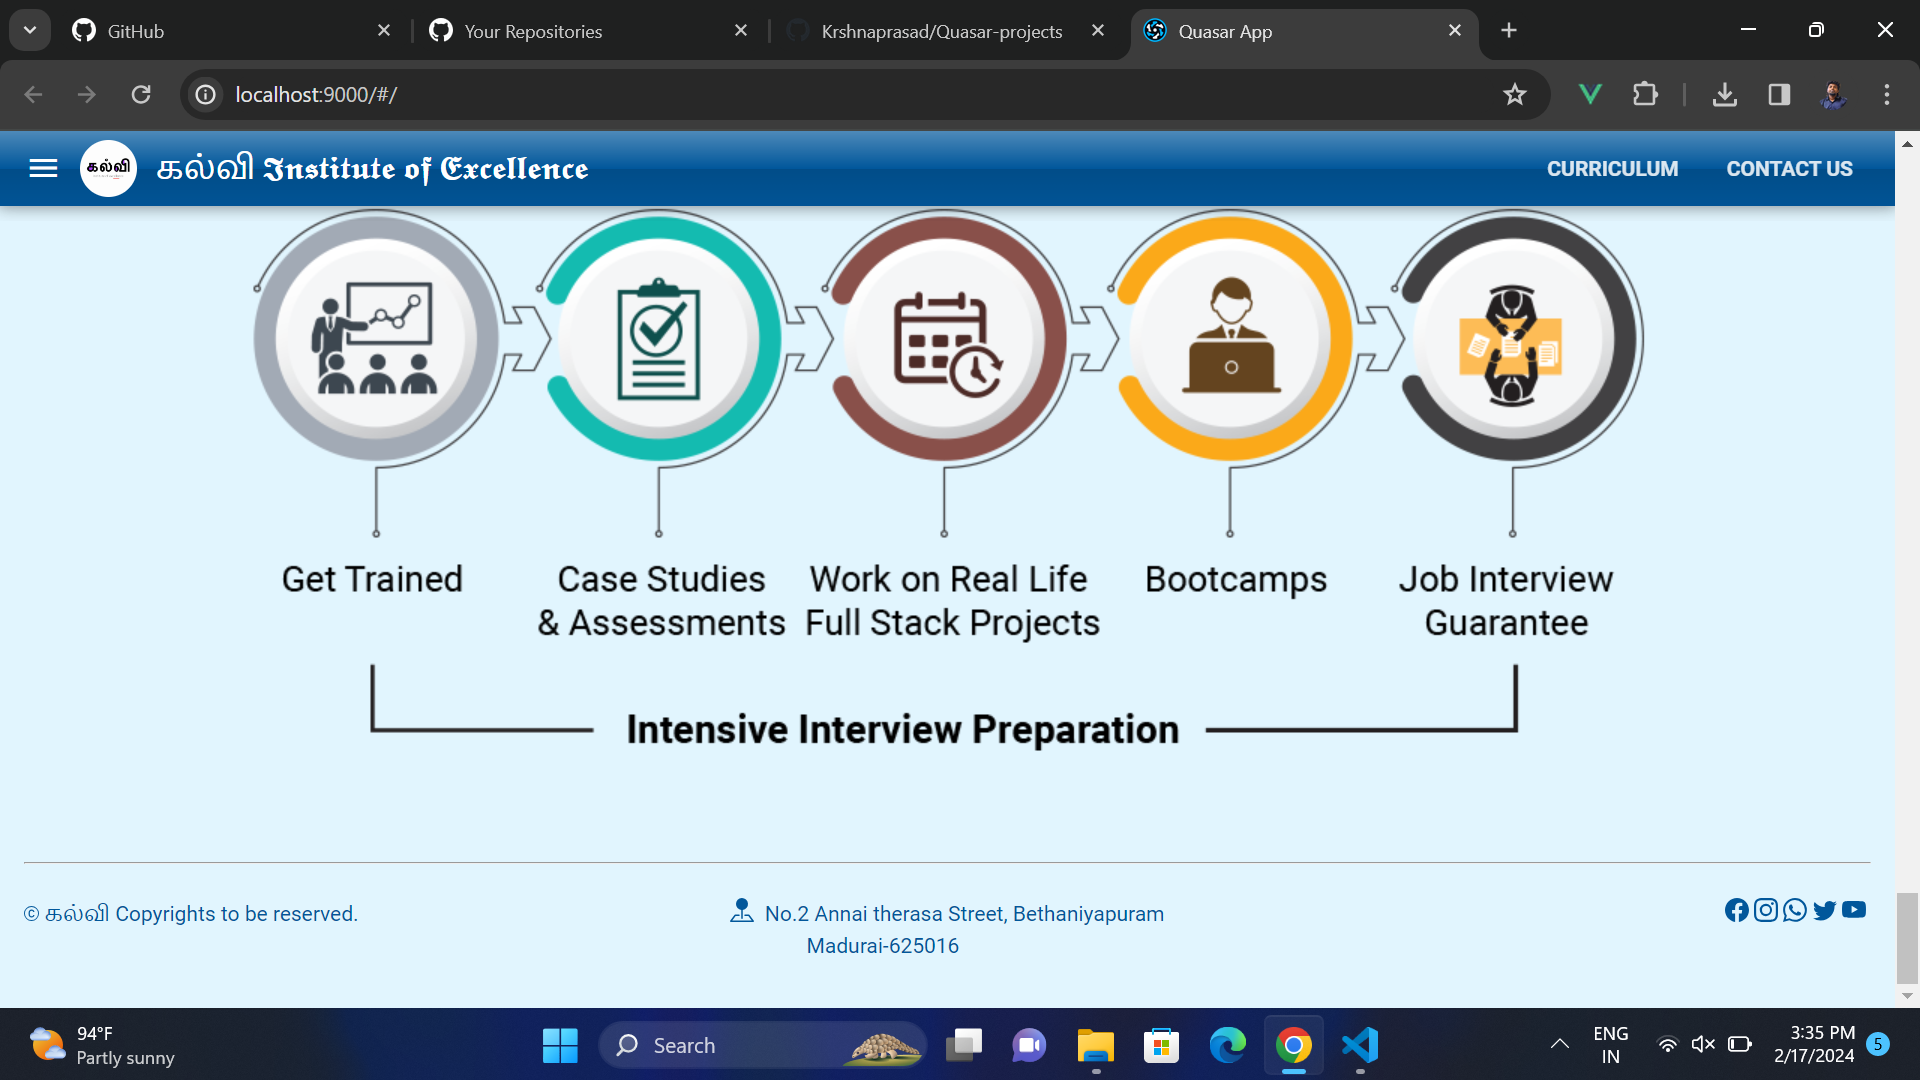 GitHub
Your Repositories
Krshnaprasad/Quasar-projects
Quasar App
localhost:9000/#/
கல்வி
கல்வி Institute of Excellence
CURRICULUM
CONTACT US
Get Trained
Case Studies
& Assessments
Work on Real Life
Full Stack Projects
Bootcamps
Job Interview
Guarantee
Intensive Interview Preparation
© கல்வி Copyrights to be reserved.
No.2 Annai therasa Street, Bethaniyapuram
Madurai-625016
94°F
Partly sunny
Search
ENG
IN
3:35 PM
2/17/2024
5